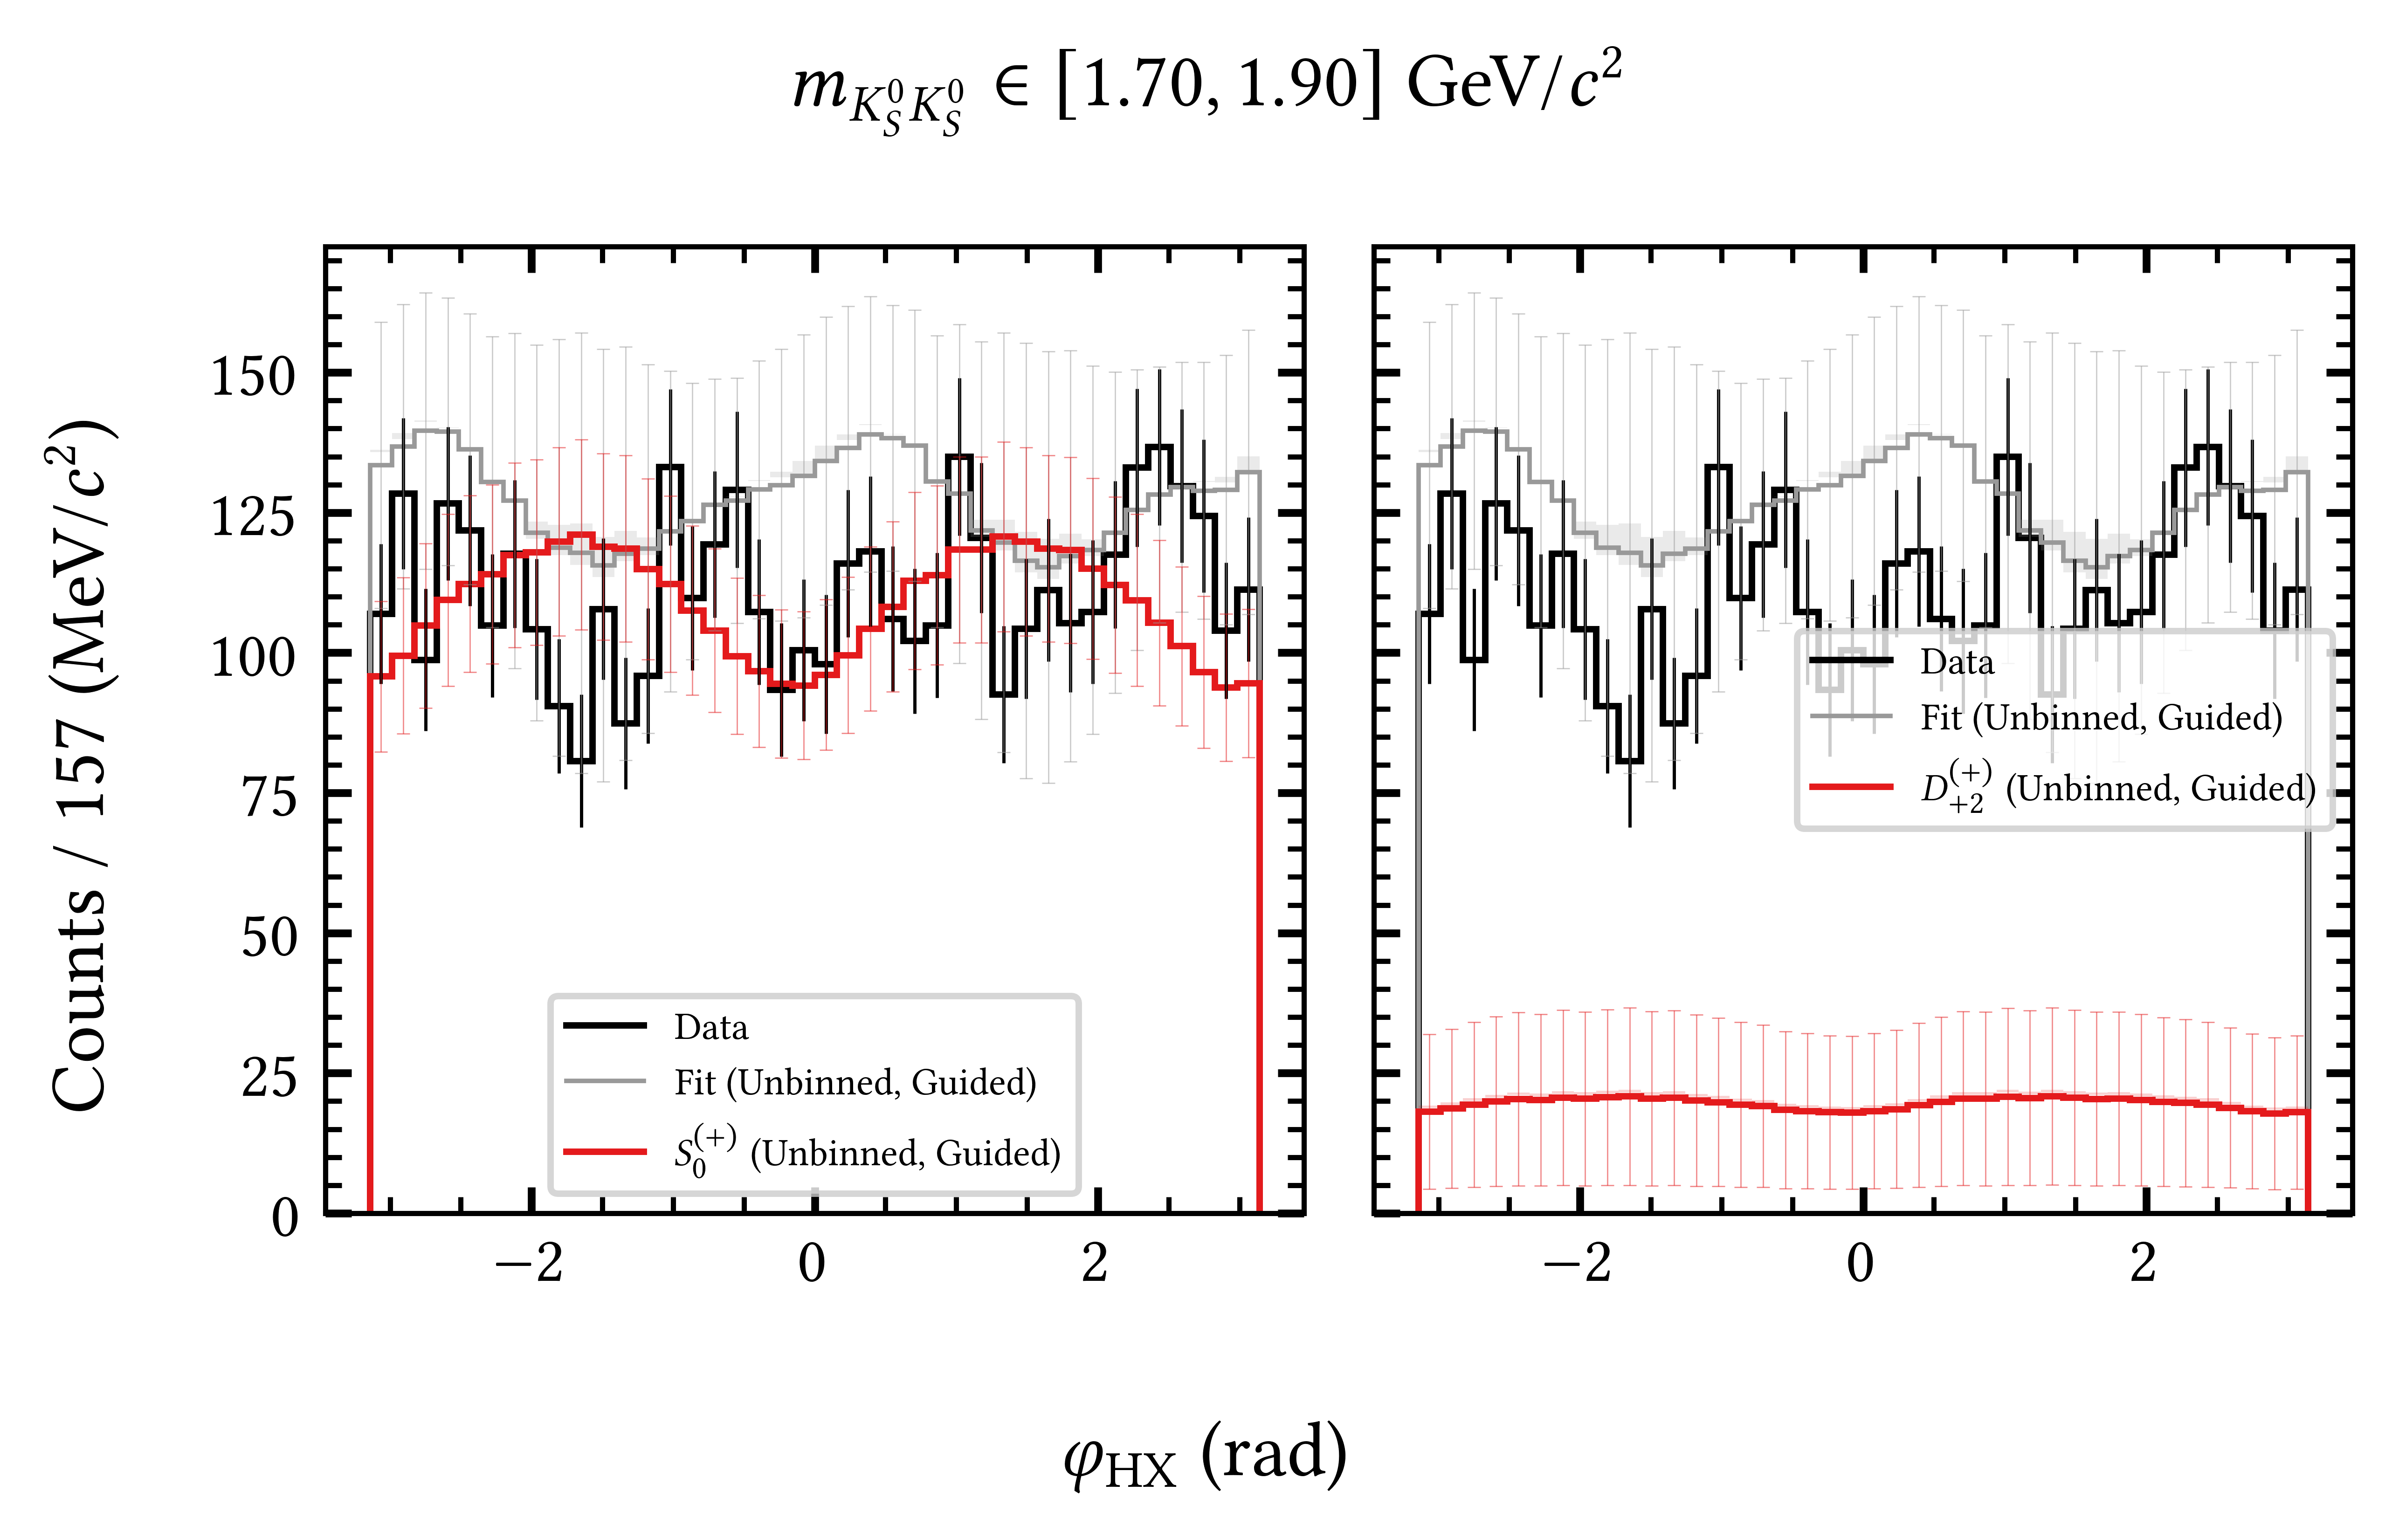 m_{K_S^0 K_S^0} ∈ [1.70, 1.90] GeV/c²
Counts / 157 (MeV/c²)
150
125
100
75
50
25
0
Data
Fit (Unbinned, Guided)
S_0^{(+)} (Unbinned, Guided)
−2
0
2
Data
Fit (Unbinned, Guided)
D_{+2}^{(+)} (Unbinned, Guided)
−2
0
2
φ_{HX} (rad)